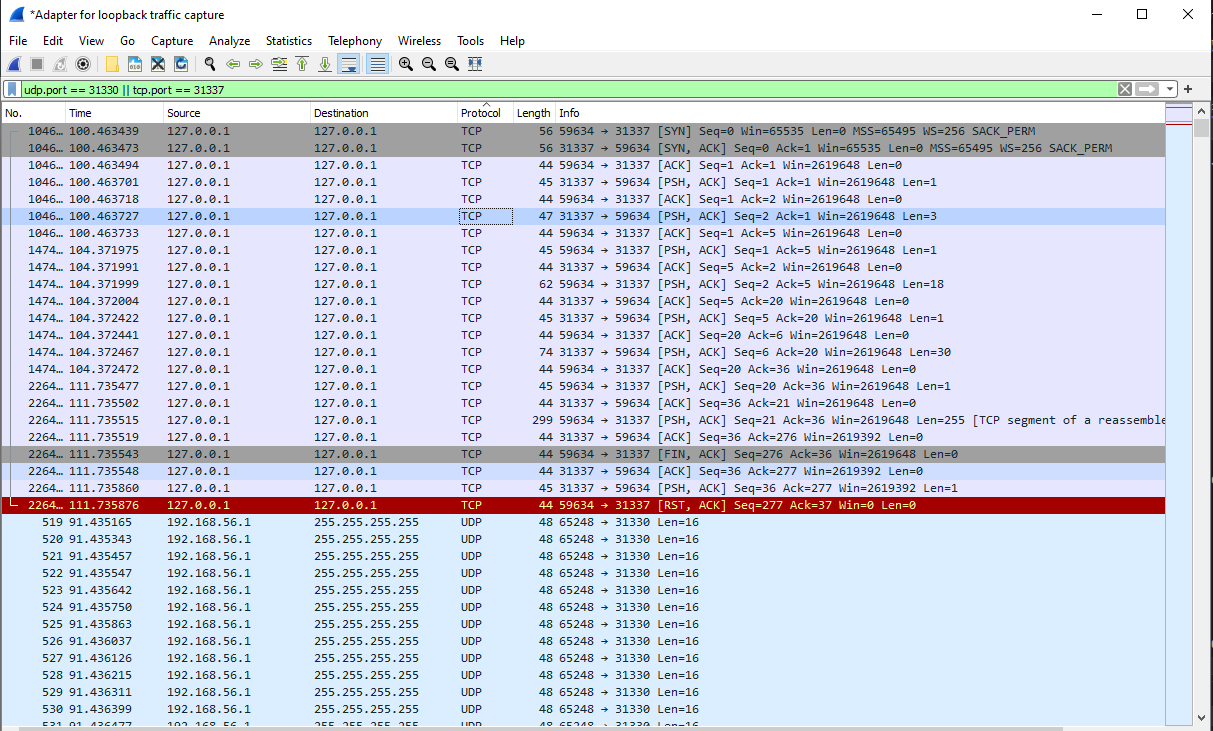 *Adapter for loopback traffic capture
File Edit View Go Capture Analyze Statistics Telephony Wireless Tools Help
udp.port == 31330 || tcp.port == 31337
No. Time Source Destination Protocol Length Info
1046… 100.463439 127.0.0.1 127.0.0.1 TCP 56 59634 → 31337 [SYN] Seq=0 Win=65535 Len=0 MSS=65495 WS=256 SACK_PERM
1046… 100.463473 127.0.0.1 127.0.0.1 TCP 56 31337 → 59634 [SYN, ACK] Seq=0 Ack=1 Win=65535 Len=0 MSS=65495 WS=256 SACK_PERM
1046… 100.463494 127.0.0.1 127.0.0.1 TCP 44 59634 → 31337 [ACK] Seq=1 Ack=1 Win=2619648 Len=0
1046… 100.463701 127.0.0.1 127.0.0.1 TCP 45 31337 → 59634 [PSH, ACK] Seq=1 Ack=1 Win=2619648 Len=1
1046… 100.463718 127.0.0.1 127.0.0.1 TCP 44 59634 → 31337 [ACK] Seq=1 Ack=2 Win=2619648 Len=0
1046… 100.463727 127.0.0.1 127.0.0.1 TCP 47 31337 → 59634 [PSH, ACK] Seq=2 Ack=1 Win=2619648 Len=3
1046… 100.463733 127.0.0.1 127.0.0.1 TCP 44 59634 → 31337 [ACK] Seq=1 Ack=5 Win=2619648 Len=0
1474… 104.371975 127.0.0.1 127.0.0.1 TCP 45 59634 → 31337 [PSH, ACK] Seq=1 Ack=5 Win=2619648 Len=1
1474… 104.371991 127.0.0.1 127.0.0.1 TCP 44 31337 → 59634 [ACK] Seq=5 Ack=2 Win=2619648 Len=0
1474… 104.371999 127.0.0.1 127.0.0.1 TCP 62 59634 → 31337 [PSH, ACK] Seq=2 Ack=5 Win=2619648 Len=18
1474… 104.372004 127.0.0.1 127.0.0.1 TCP 44 31337 → 59634 [ACK] Seq=5 Ack=20 Win=2619648 Len=0
1474… 104.372422 127.0.0.1 127.0.0.1 TCP 45 31337 → 59634 [PSH, ACK] Seq=5 Ack=20 Win=2619648 Len=1
1474… 104.372441 127.0.0.1 127.0.0.1 TCP 44 59634 → 31337 [ACK] Seq=20 Ack=6 Win=2619648 Len=0
1474… 104.372467 127.0.0.1 127.0.0.1 TCP 74 31337 → 59634 [PSH, ACK] Seq=6 Ack=20 Win=2619648 Len=30
1474… 104.372472 127.0.0.1 127.0.0.1 TCP 44 59634 → 31337 [ACK] Seq=20 Ack=36 Win=2619648 Len=0
2264… 111.735477 127.0.0.1 127.0.0.1 TCP 45 59634 → 31337 [PSH, ACK] Seq=20 Ack=36 Win=2619648 Len=1
2264… 111.735502 127.0.0.1 127.0.0.1 TCP 44 31337 → 59634 [ACK] Seq=36 Ack=21 Win=2619648 Len=0
2264… 111.735515 127.0.0.1 127.0.0.1 TCP 299 59634 → 31337 [PSH, ACK] Seq=21 Ack=36 Win=2619648 Len=255 [TCP segment of a reassemble
2264… 111.735519 127.0.0.1 127.0.0.1 TCP 44 31337 → 59634 [ACK] Seq=36 Ack=276 Win=2619392 Len=0
2264… 111.735543 127.0.0.1 127.0.0.1 TCP 44 59634 → 31337 [FIN, ACK] Seq=276 Ack=36 Win=2619648 Len=0
2264… 111.735548 127.0.0.1 127.0.0.1 TCP 44 31337 → 59634 [ACK] Seq=36 Ack=277 Win=2619392 Len=0
2264… 111.735860 127.0.0.1 127.0.0.1 TCP 45 31337 → 59634 [PSH, ACK] Seq=36 Ack=277 Win=2619392 Len=1
2264… 111.735876 127.0.0.1 127.0.0.1 TCP 44 59634 → 31337 [RST, ACK] Seq=277 Ack=37 Win=0 Len=0
519 91.435165 192.168.56.1 255.255.255.255 UDP 48 65248 → 31330 Len=16
520 91.435343 192.168.56.1 255.255.255.255 UDP 48 65248 → 31330 Len=16
521 91.435457 192.168.56.1 255.255.255.255 UDP 48 65248 → 31330 Len=16
522 91.435547 192.168.56.1 255.255.255.255 UDP 48 65248 → 31330 Len=16
523 91.435642 192.168.56.1 255.255.255.255 UDP 48 65248 → 31330 Len=16
524 91.435750 192.168.56.1 255.255.255.255 UDP 48 65248 → 31330 Len=16
525 91.435863 192.168.56.1 255.255.255.255 UDP 48 65248 → 31330 Len=16
526 91.436037 192.168.56.1 255.255.255.255 UDP 48 65248 → 31330 Len=16
527 91.436126 192.168.56.1 255.255.255.255 UDP 48 65248 → 31330 Len=16
528 91.436215 192.168.56.1 255.255.255.255 UDP 48 65248 → 31330 Len=16
529 91.436311 192.168.56.1 255.255.255.255 UDP 48 65248 → 31330 Len=16
530 91.436399 192.168.56.1 255.255.255.255 UDP 48 65248 → 31330 Len=16
531 91.436477 192.168.56.1 255.255.255.255 UDP 48 65248 → 31330 Len=16